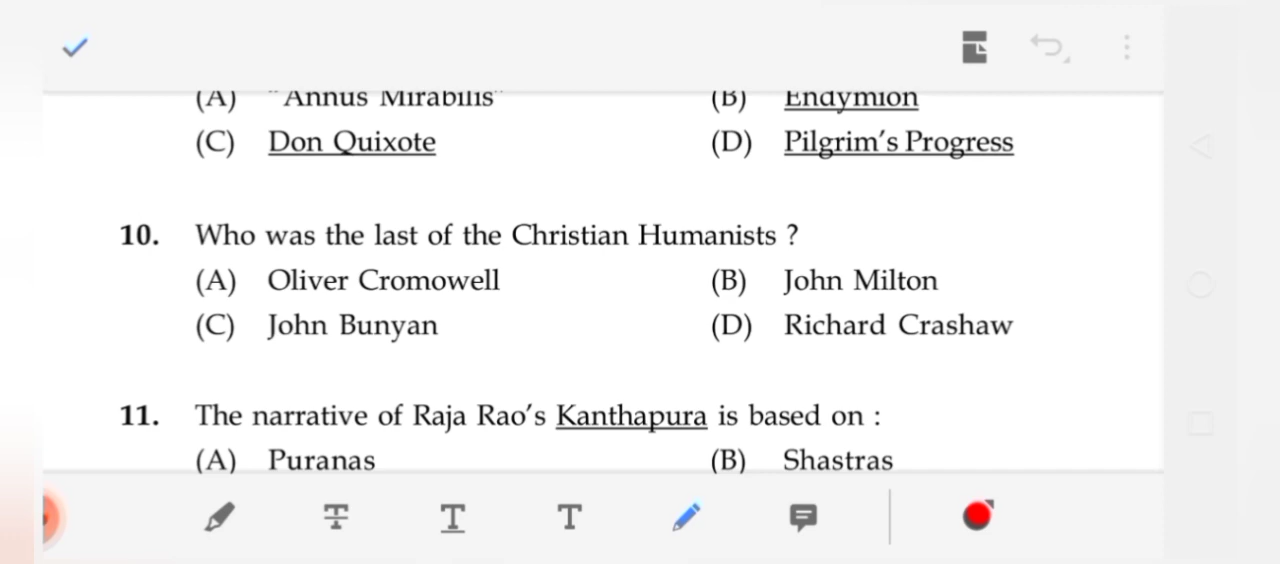 (A) "Annus Mirabilis" (B) Endymion
(C) Don Quixote (D) Pilgrim's Progress
10. Who was the last of the Christian Humanists ?
(A) Oliver Cromowell (B) John Milton
(C) John Bunyan (D) Richard Crashaw
11. The narrative of Raja Rao's Kanthapura is based on :
(A) Puranas (B) Shastras
T T T